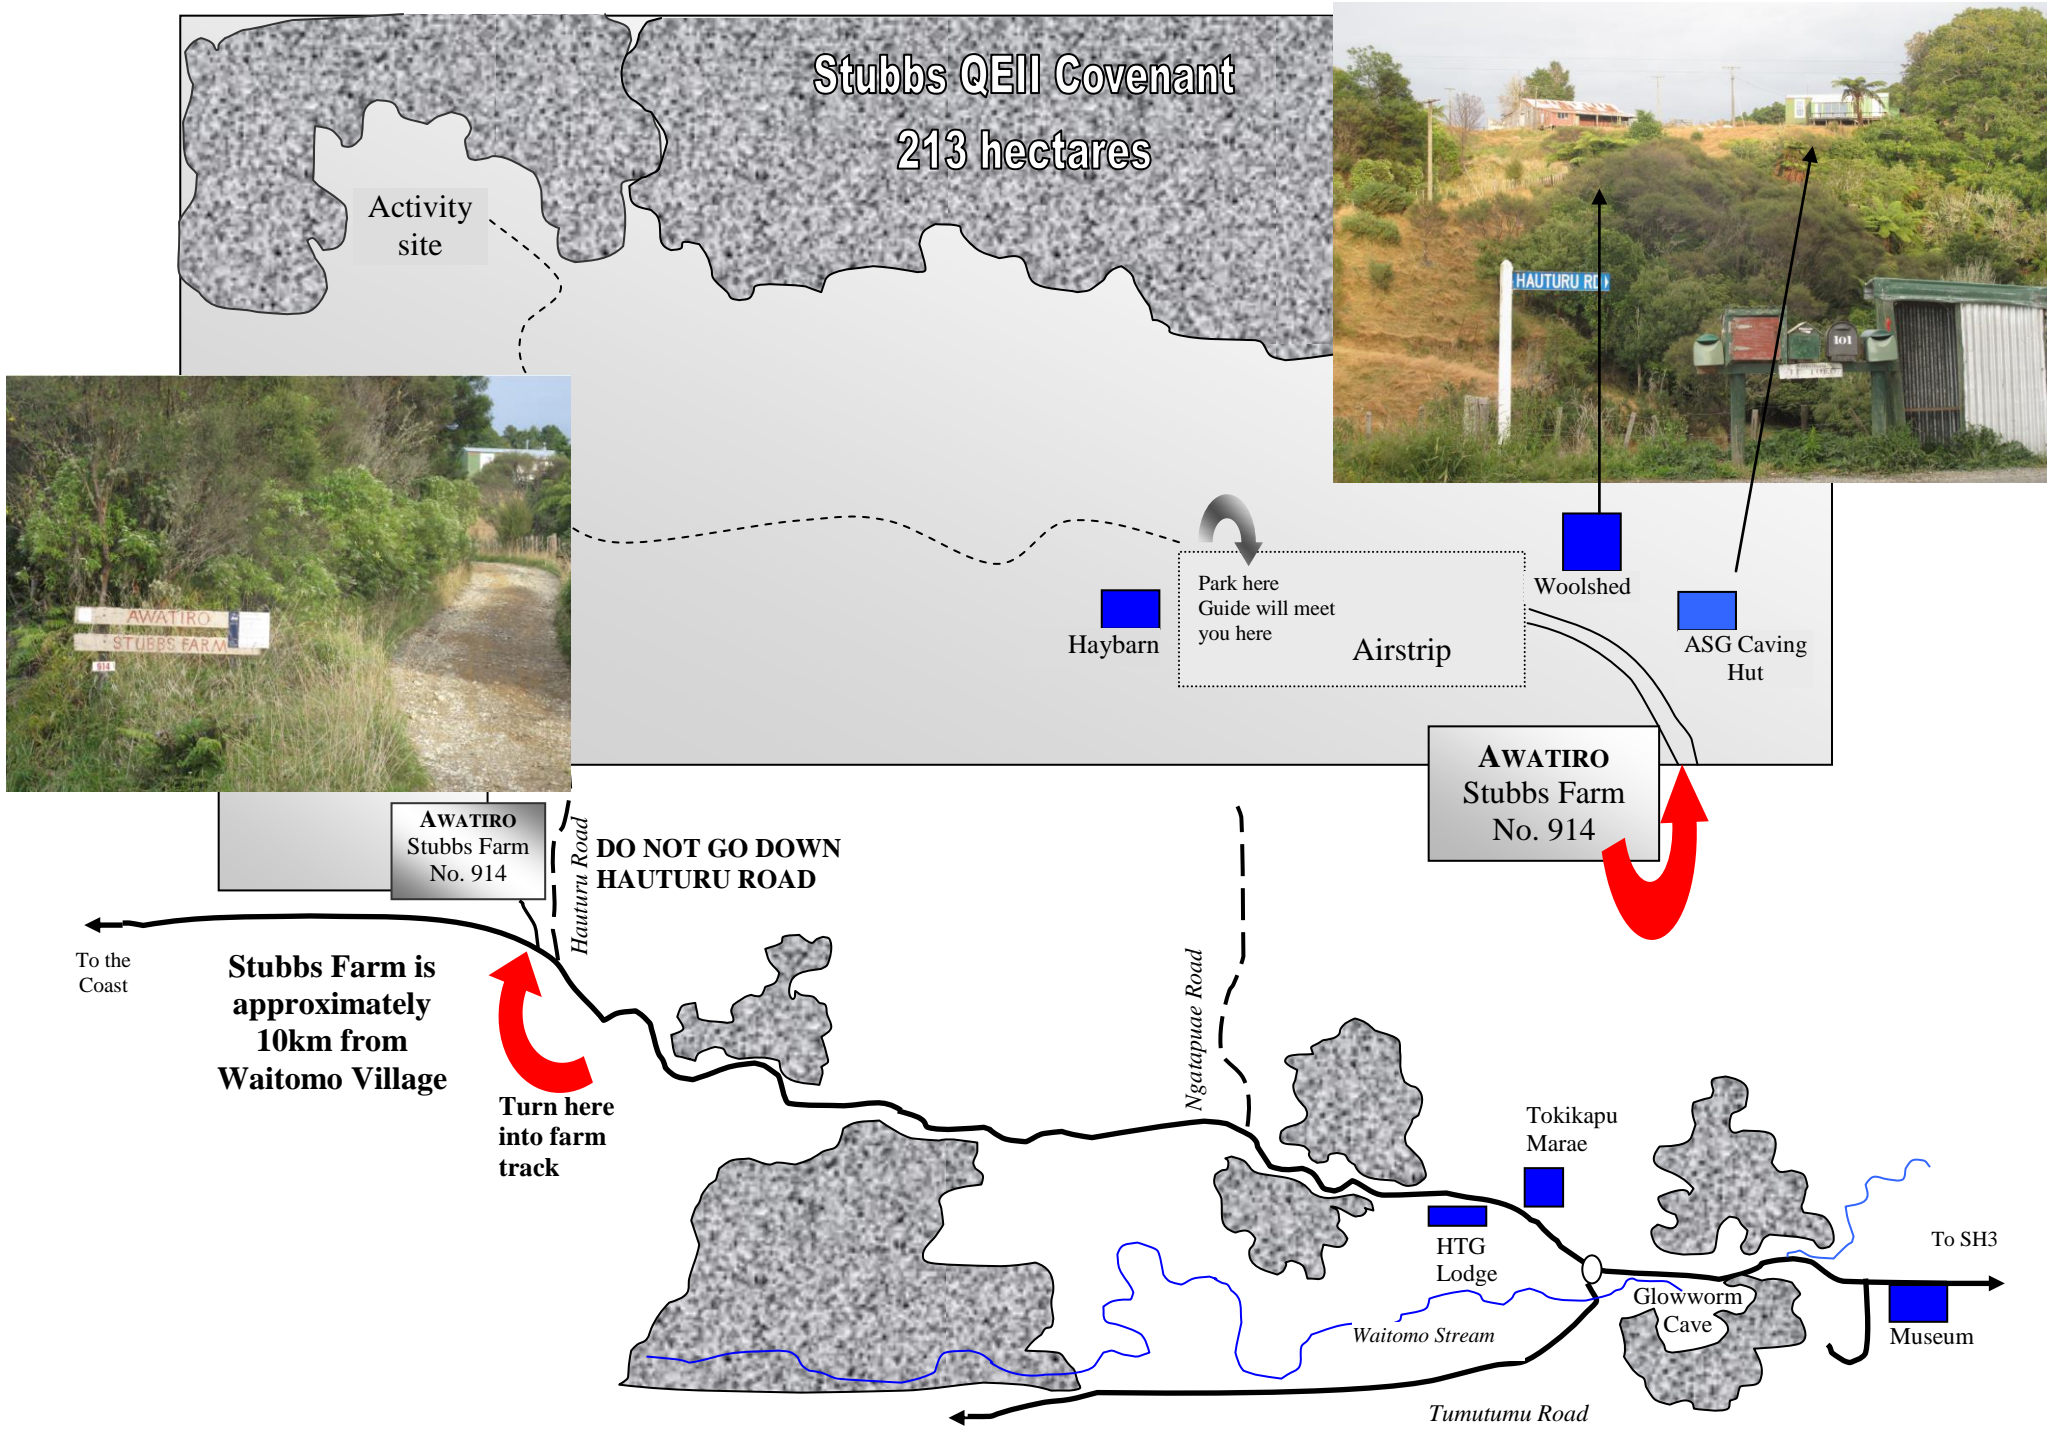 Stubbs QEII Covenant
213 hectares
Activity
site
HAUTURU RD
101
AWATIRO
STUBBS FARM
914
Park here
Guide will meet
you here
Airstrip
Haybarn
Woolshed
ASG Caving
Hut
AWATIRO
Stubbs Farm
No. 914
AWATIRO
Stubbs Farm
No. 914
Hauturu Road
DO NOT GO DOWN
HAUTURU ROAD
To the
Coast
Stubbs Farm is
approximately
10km from
Waitomo Village
Turn here
into farm
track
Ngatapuae Road
Tokikapu
Marae
HTG
Lodge
To SH3
Glowworm
Cave
Museum
Waitomo Stream
Tumutumu Road